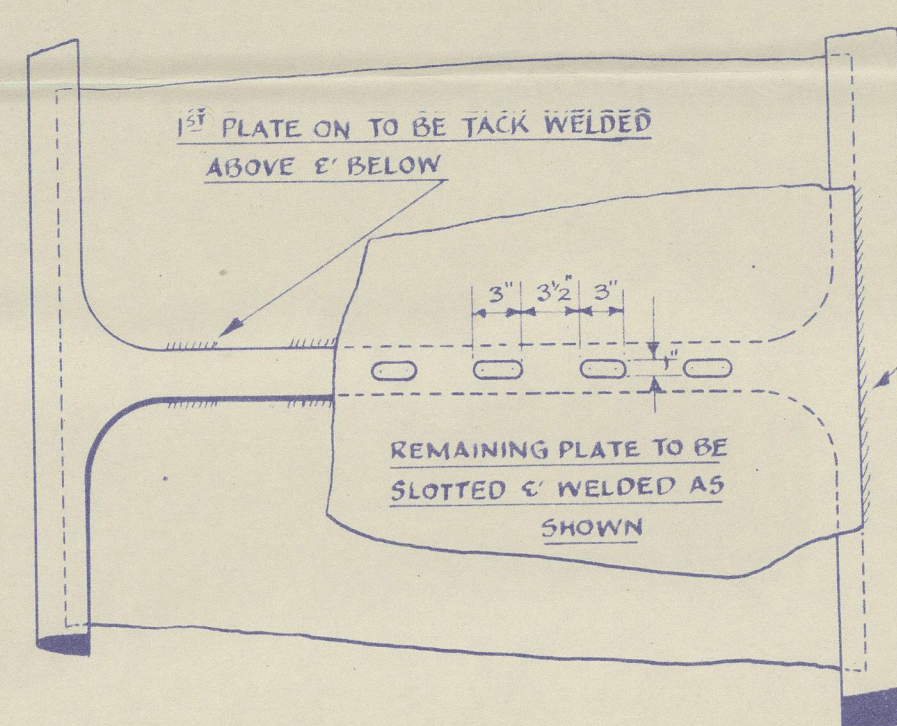 1ST PLATE ON TO BE TACK WELDED
ABOVE & BELOW
3" 3½" 3"
1"
REMAINING PLATE TO BE
SLOTTED & WELDED AS
SHOWN